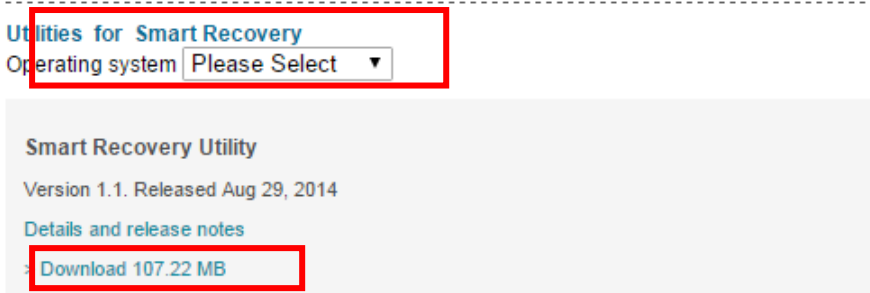 Utilities for Smart Recovery
Operating system Please Select ▼
Smart Recovery Utility
Version 1.1. Released Aug 29, 2014
Details and release notes
> Download 107.22 MB